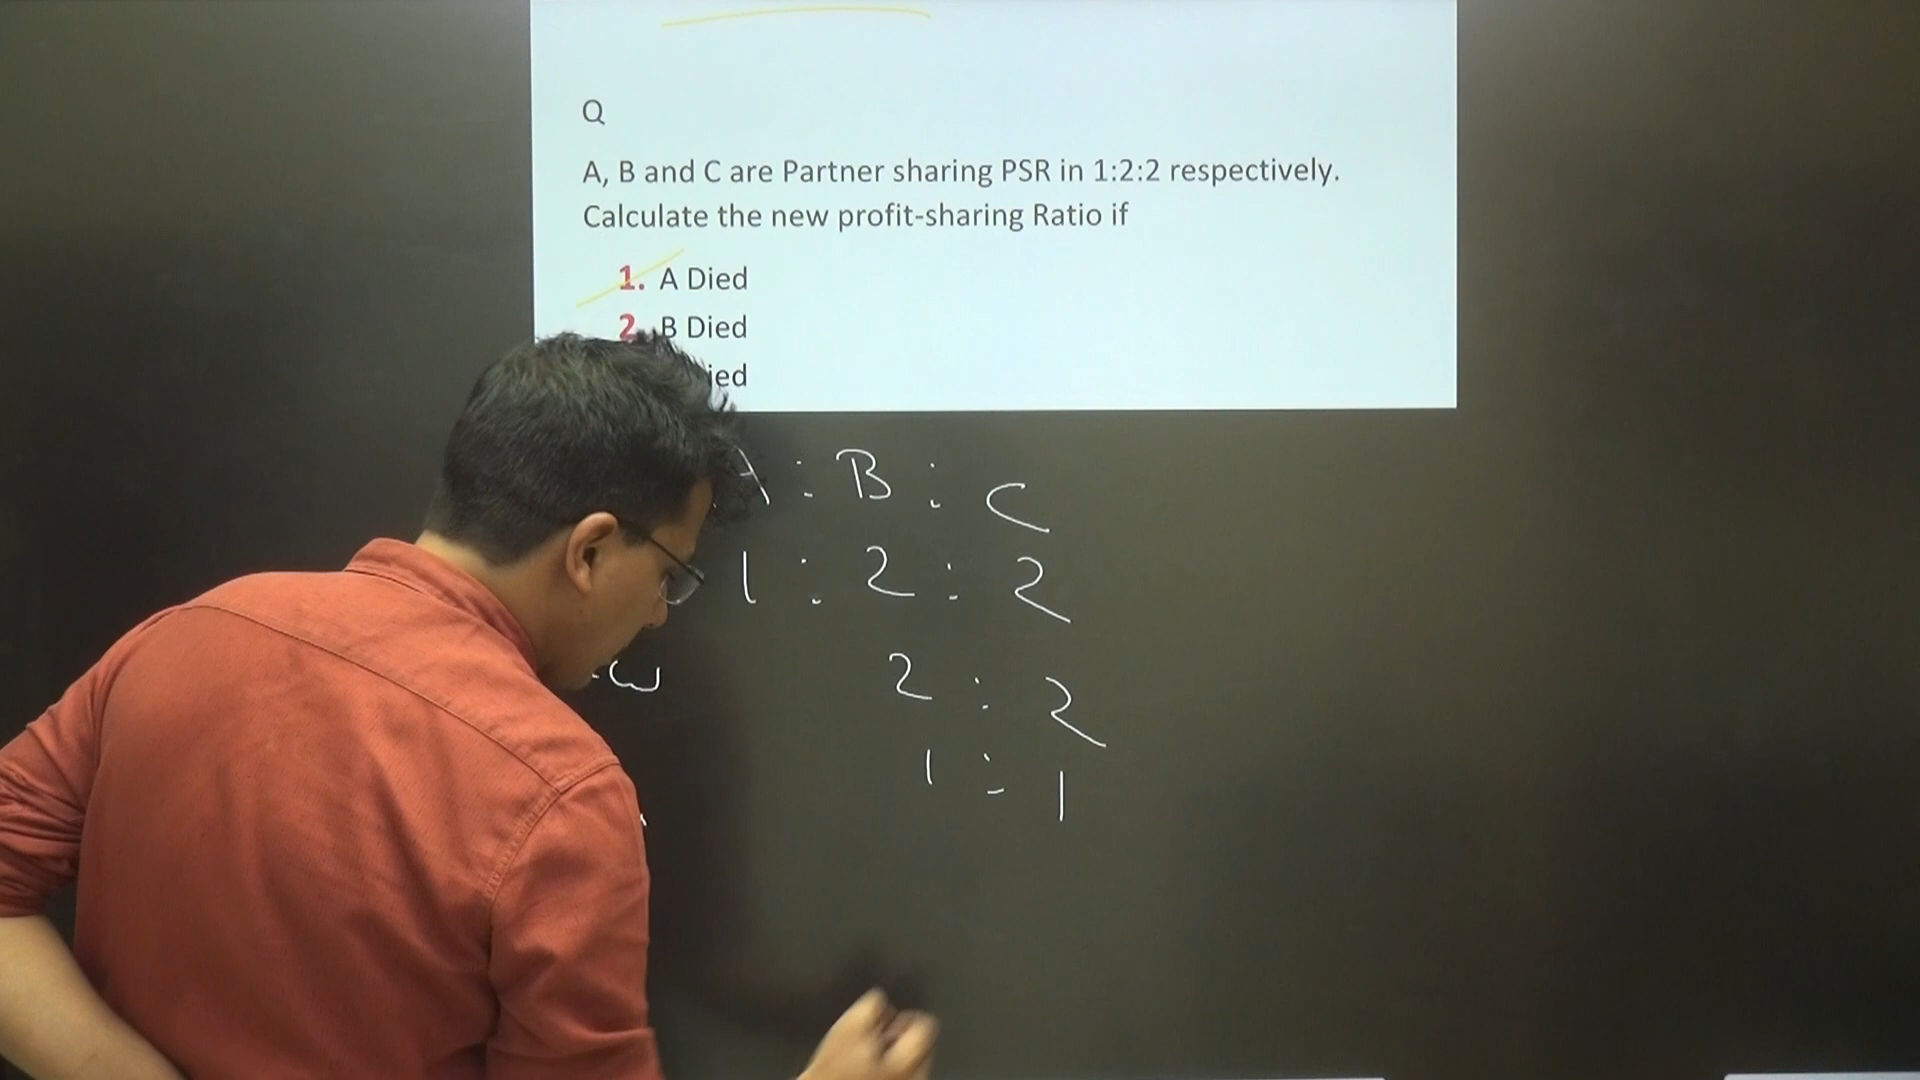 Q
A, B and C are Partner sharing PSR in 1:2:2 respectively.
Calculate the new profit-sharing Ratio if
1. A Died
2. B Died
ied
A : B : C
1 : 2 : 2
w 2 : 2
1 : 1